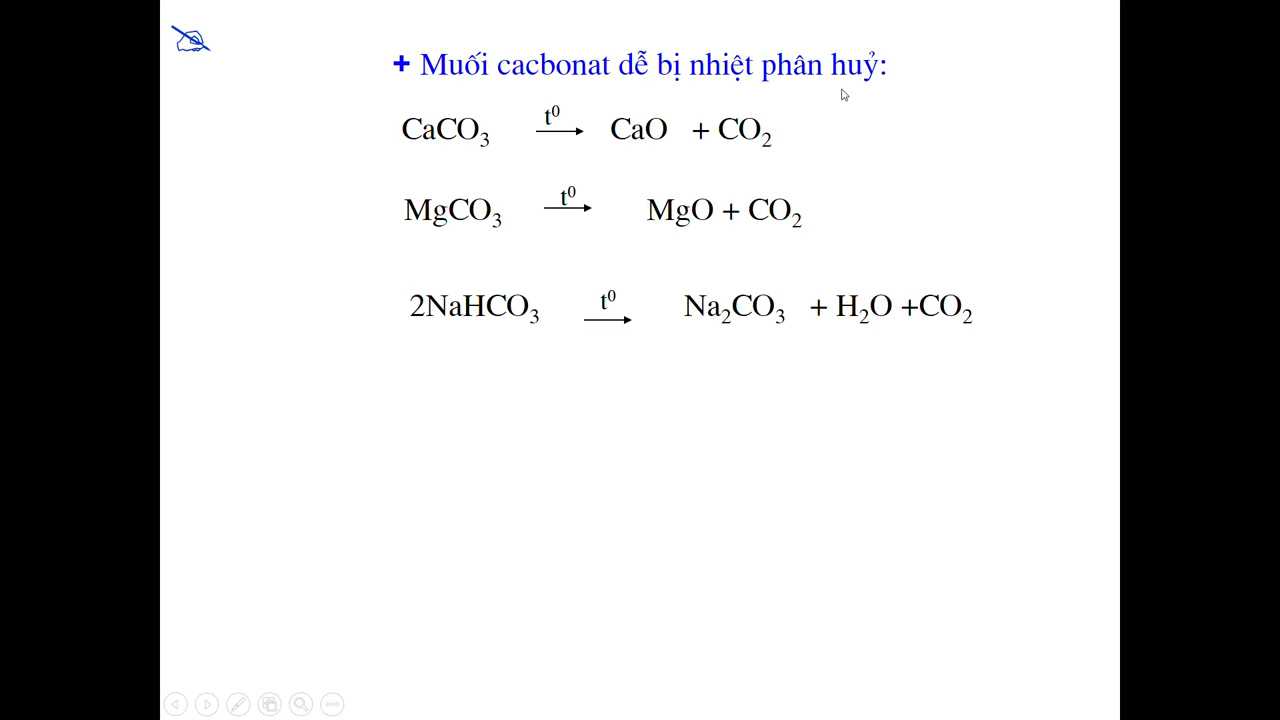 + Muối cacbonat dễ bị nhiệt phân huỷ:
CaCO₃ t⁰ → CaO + CO₂
MgCO₃ t⁰ → MgO + CO₂
2NaHCO₃ t⁰ → Na₂CO₃ + H₂O +CO₂